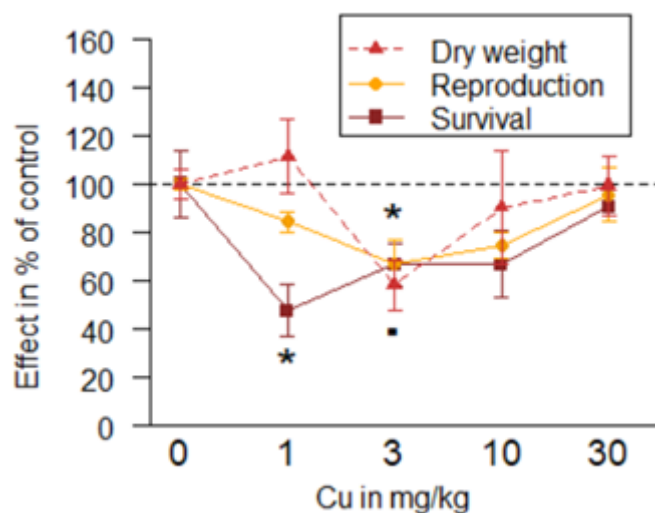 160
140
120
100
80
60
40
20
0
Effect in % of control
Dry weight
Reproduction
Survival
*
*
0 1 3 10 30
Cu in mg/kg